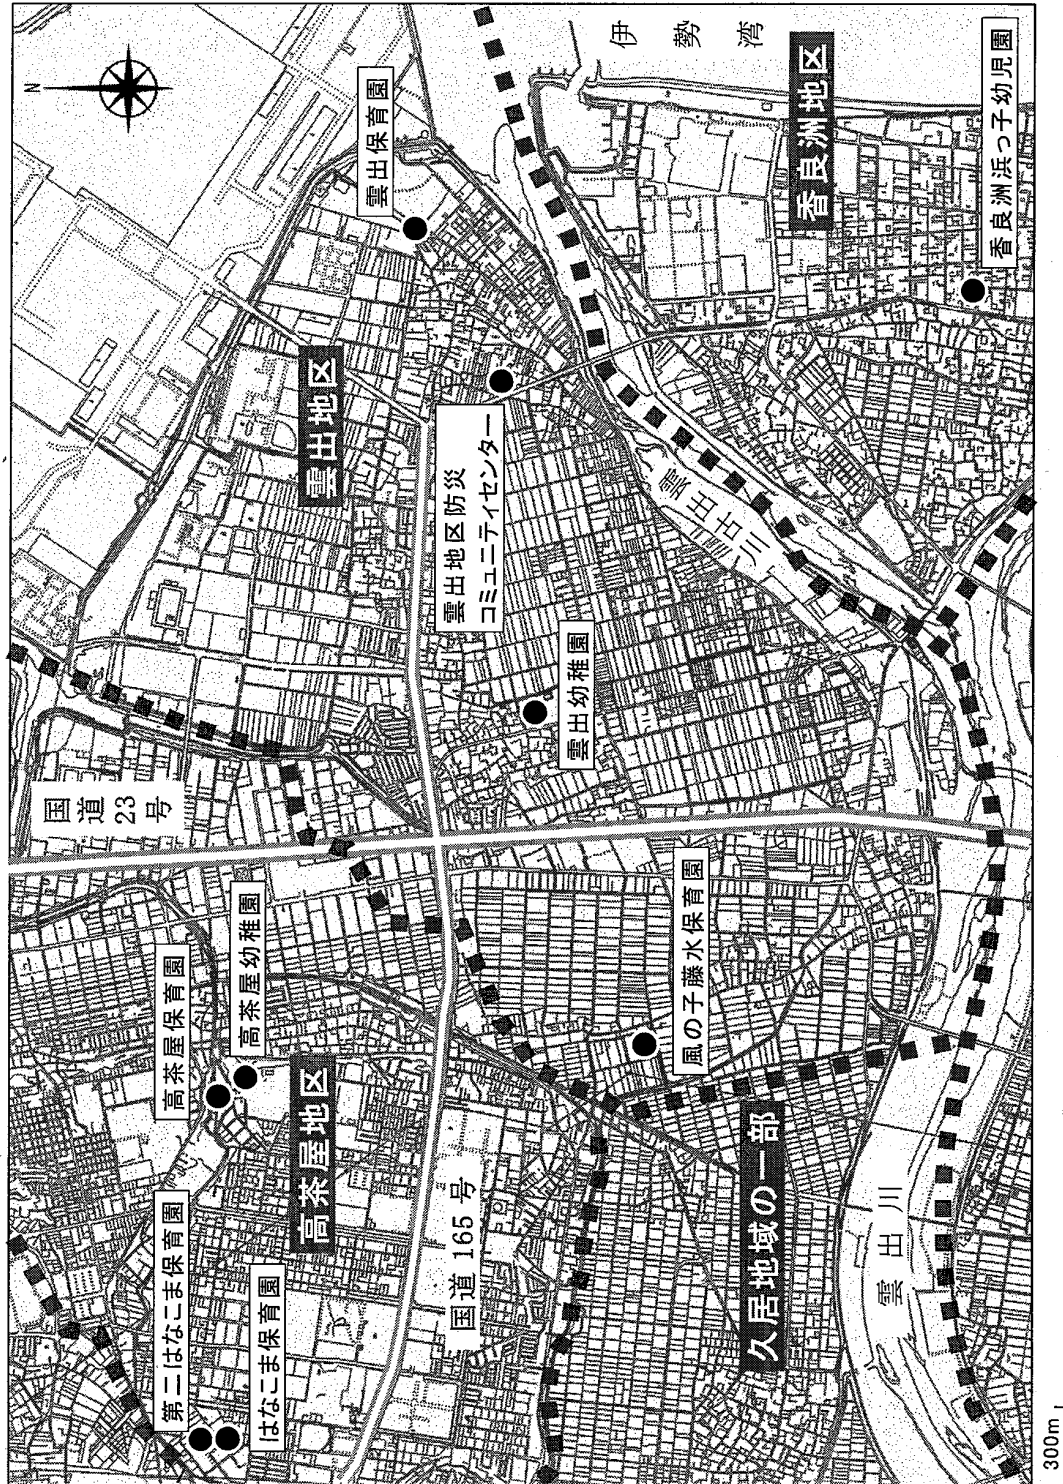 N
伊勢湾
雲出保育園
香良洲地区
香良洲浜っ子幼児園
雲出地区
雲出地区防災
コミュニティセンター
雲出古川
雲出幼稚園
国道
23
号
高茶屋保育園
高茶屋幼稚園
風の子藤水保育園
高茶屋地区
国道165号
久居地域の一部
第二はなこま保育園
はなこま保育園
雲出川
300m